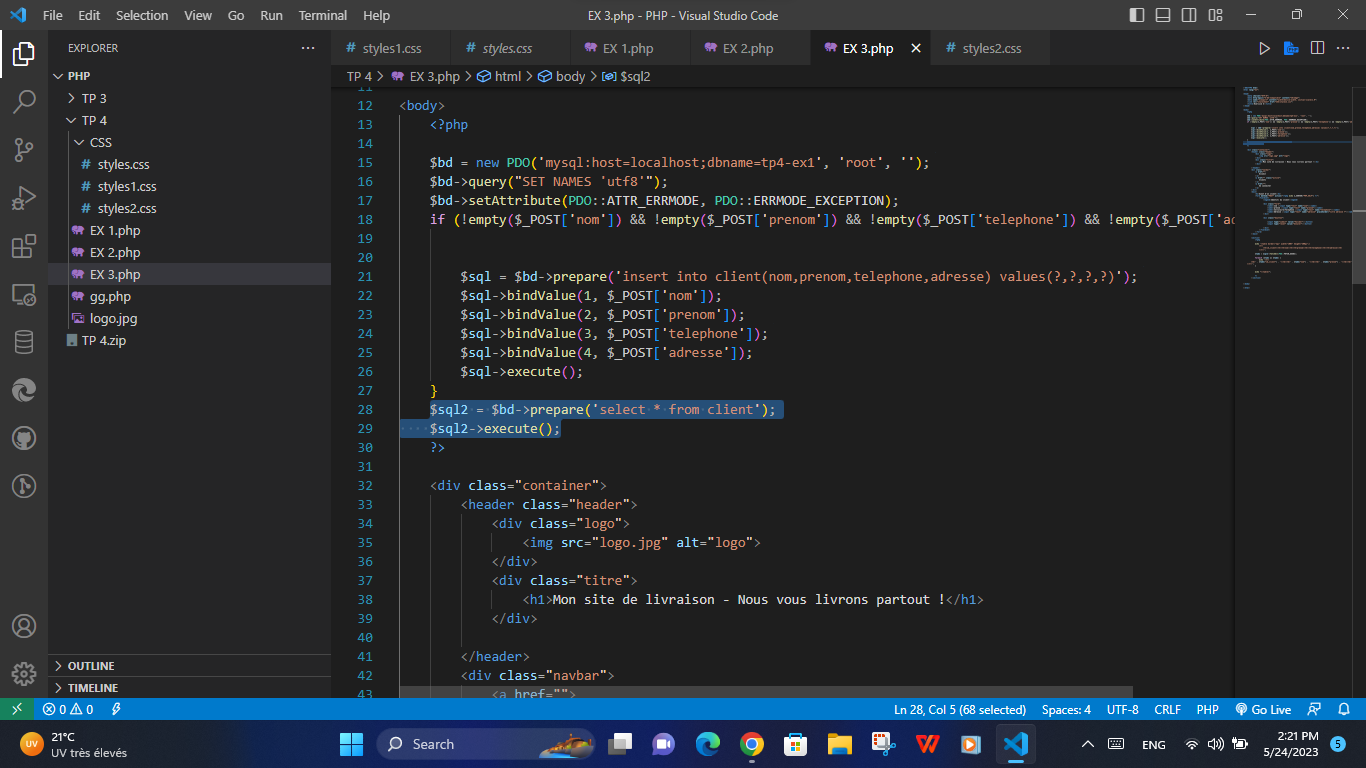 File Edit Selection View Go Run Terminal Help EX 3.php - PHP - Visual Studio Code
EXPLORER
PHP
TP 3
TP 4
CSS
# styles.css
# styles1.css
# styles2.css
EX 1.php
EX 2.php
EX 3.php
gg.php
logo.jpg
TP 4.zip
OUTLINE
TIMELINE
# styles1.css # styles.css EX 1.php EX 2.php EX 3.php # styles2.css
TP 4 > EX 3.php > html > body > $sql2
11
12 <body>
13 <?php
14
15 $bd = new PDO('mysql:host=localhost;dbname=tp4-ex1', 'root', '');
16 $bd->query("SET NAMES 'utf8'");
17 $bd->setAttribute(PDO::ATTR_ERRMODE, PDO::ERRMODE_EXCEPTION);
18 if (!empty($_POST['nom']) && !empty($_POST['prenom']) && !empty($_POST['telephone']) && !empty($_POST['ad
19
20
21 $sql = $bd->prepare('insert into client(nom,prenom,telephone,adresse) values(?,?,?,?)');
22 $sql->bindValue(1, $_POST['nom']);
23 $sql->bindValue(2, $_POST['prenom']);
24 $sql->bindValue(3, $_POST['telephone']);
25 $sql->bindValue(4, $_POST['adresse']);
26 $sql->execute();
27 }
28 $sql2 = $bd->prepare('select * from client');
29 $sql2->execute();
30 ?>
31
32 <div class="container">
33 <header class="header">
34 <div class="logo">
35 <img src="logo.jpg" alt="logo">
36 </div>
37 <div class="titre">
38 <h1>Mon site de livraison - Nous vous livrons partout !</h1>
39 </div>
40
41 </header>
42 <div class="navbar">
43 <a href="">
0 0 Ln 28, Col 5 (68 selected) Spaces: 4 UTF-8 CRLF PHP Go Live
UV 21°C
UV très élevés
Search
ENG
2:21 PM
5/24/2023
5